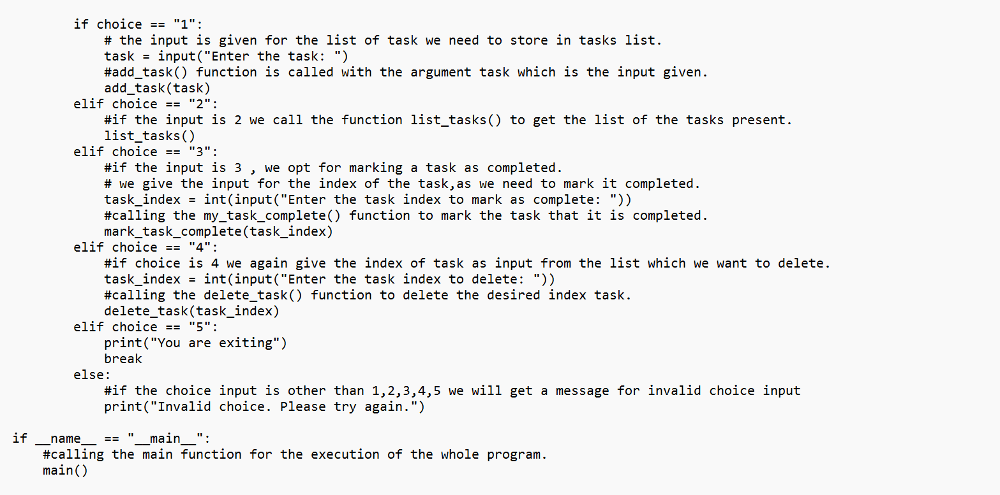 if choice == "1":
# the input is given for the list of task we need to store in tasks list.
task = input("Enter the task: ")
#add_task() function is called with the argument task which is the input given.
add_task(task)
elif choice == "2":
#if the input is 2 we call the function list_tasks() to get the list of the tasks present.
list_tasks()
elif choice == "3":
#if the input is 3 , we opt for marking a task as completed.
# we give the input for the index of the task,as we need to mark it completed.
task_index = int(input("Enter the task index to mark as complete: "))
#calling the my_task_complete() function to mark the task that it is completed.
mark_task_complete(task_index)
elif choice == "4":
#if choice is 4 we again give the index of task as input from the list which we want to delete.
task_index = int(input("Enter the task index to delete: "))
#calling the delete_task() function to delete the desired index task.
delete_task(task_index)
elif choice == "5":
print("You are exiting")
break
else:
#if the choice input is other than 1,2,3,4,5 we will get a message for invalid choice input
print("Invalid choice. Please try again.")
if __name__ == "__main__":
#calling the main function for the execution of the whole program.
main()